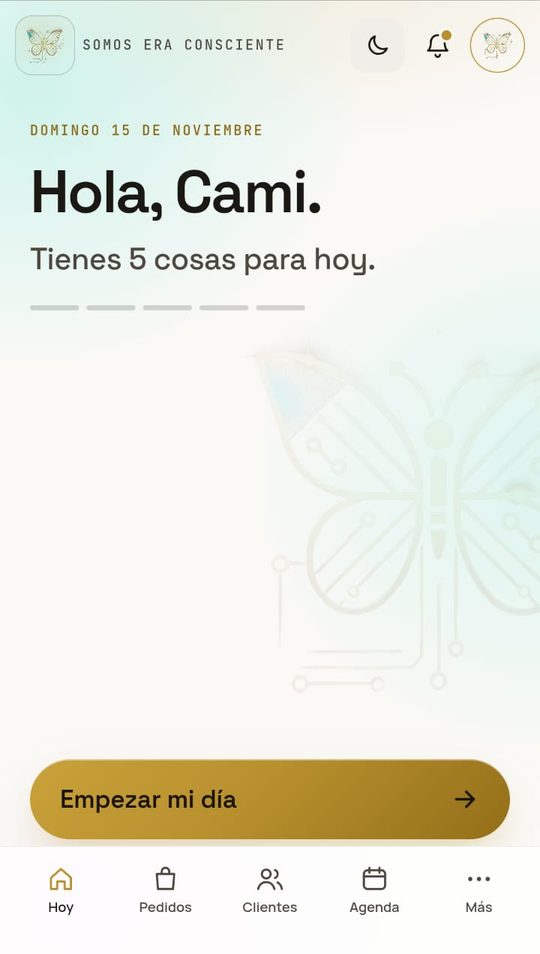 SOMOS ERA CONSCIENTE
DOMINGO 15 DE NOVIEMBRE
Hola, Cami.
Tienes 5 cosas para hoy.
Empezar mi día
Hoy
Pedidos
Clientes
Agenda
Más